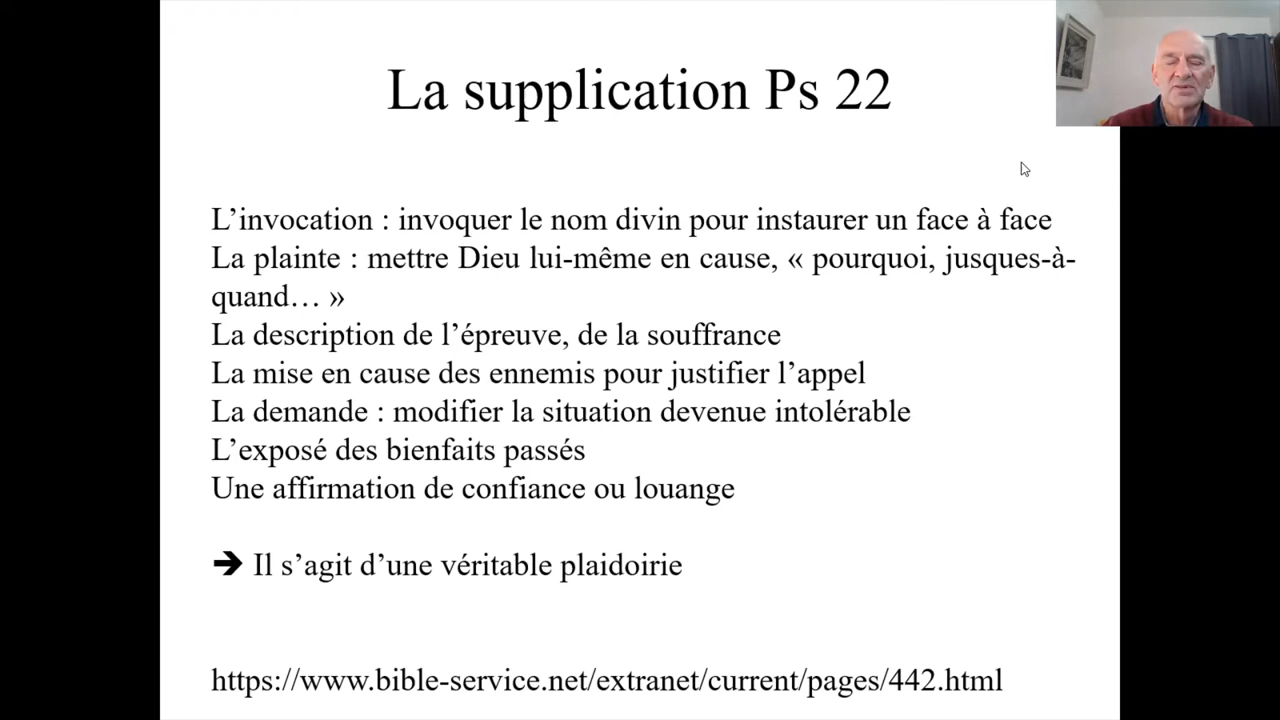 La supplication Ps 22
L’invocation : invoquer le nom divin pour instaurer un face à face
La plainte : mettre Dieu lui-même en cause, « pourquoi, jusques-à-
quand… »
La description de l’épreuve, de la souffrance
La mise en cause des ennemis pour justifier l’appel
La demande : modifier la situation devenue intolérable
L’exposé des bienfaits passés
Une affirmation de confiance ou louange
➔ Il s’agit d’une véritable plaidoirie
https://www.bible-service.net/extranet/current/pages/442.html